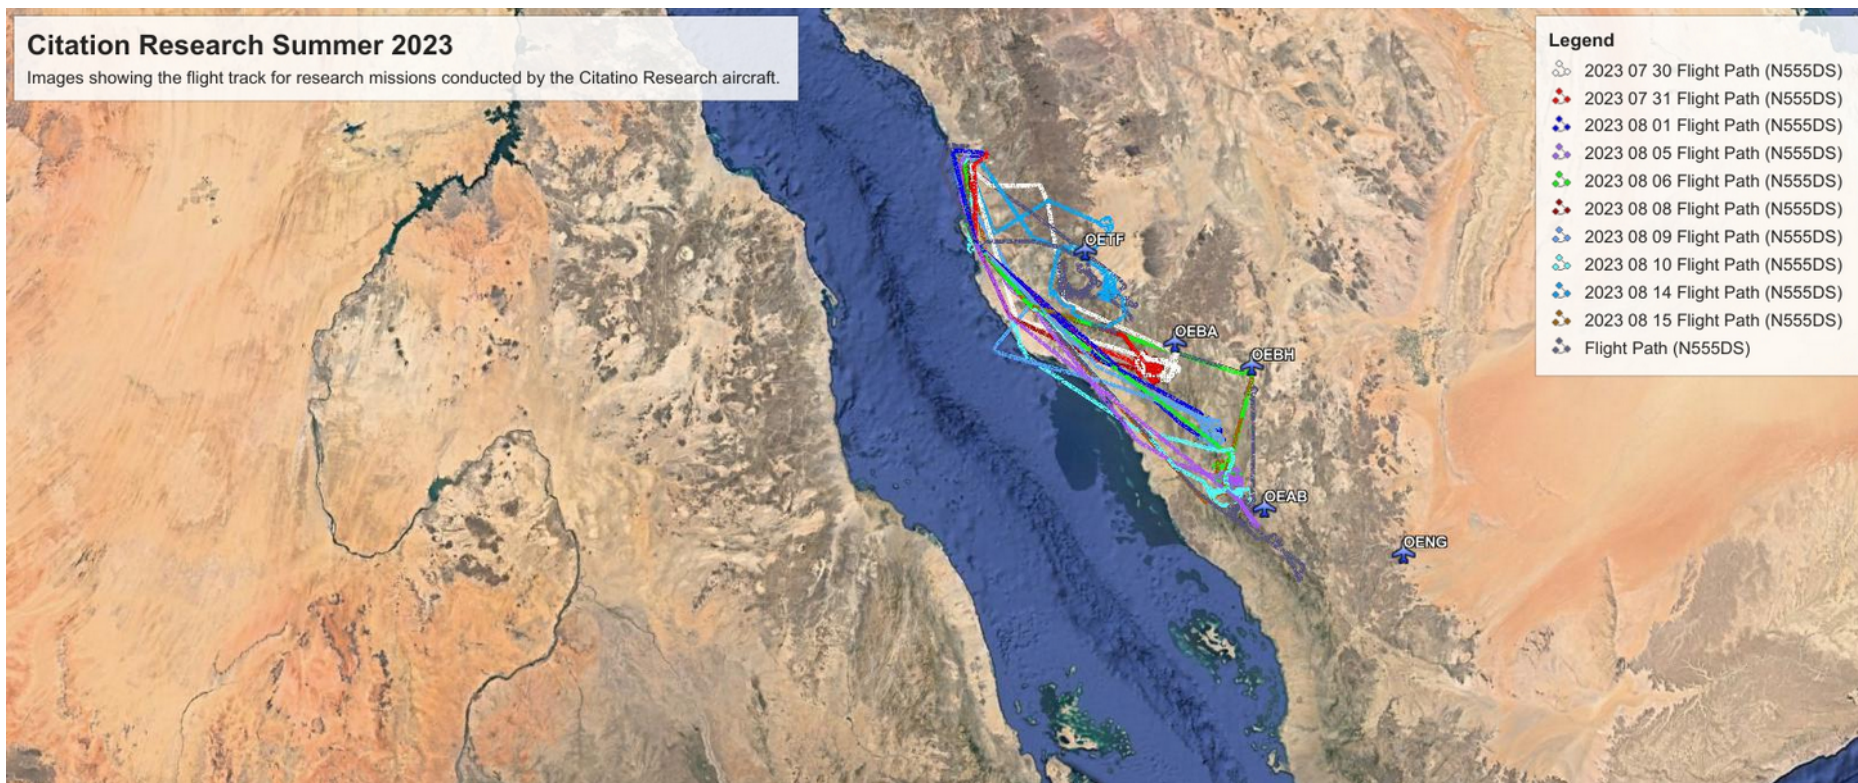 Citation Research Summer 2023
Images showing the flight track for research missions conducted by the Citatino Research aircraft.
Legend
2023 07 30 Flight Path (N555DS)
2023 07 31 Flight Path (N555DS)
2023 08 01 Flight Path (N555DS)
2023 08 05 Flight Path (N555DS)
2023 08 06 Flight Path (N555DS)
2023 08 08 Flight Path (N555DS)
2023 08 09 Flight Path (N555DS)
2023 08 10 Flight Path (N555DS)
2023 08 14 Flight Path (N555DS)
2023 08 15 Flight Path (N555DS)
Flight Path (N555DS)
OETF
OEBA
OEBH
OEAB
OENG